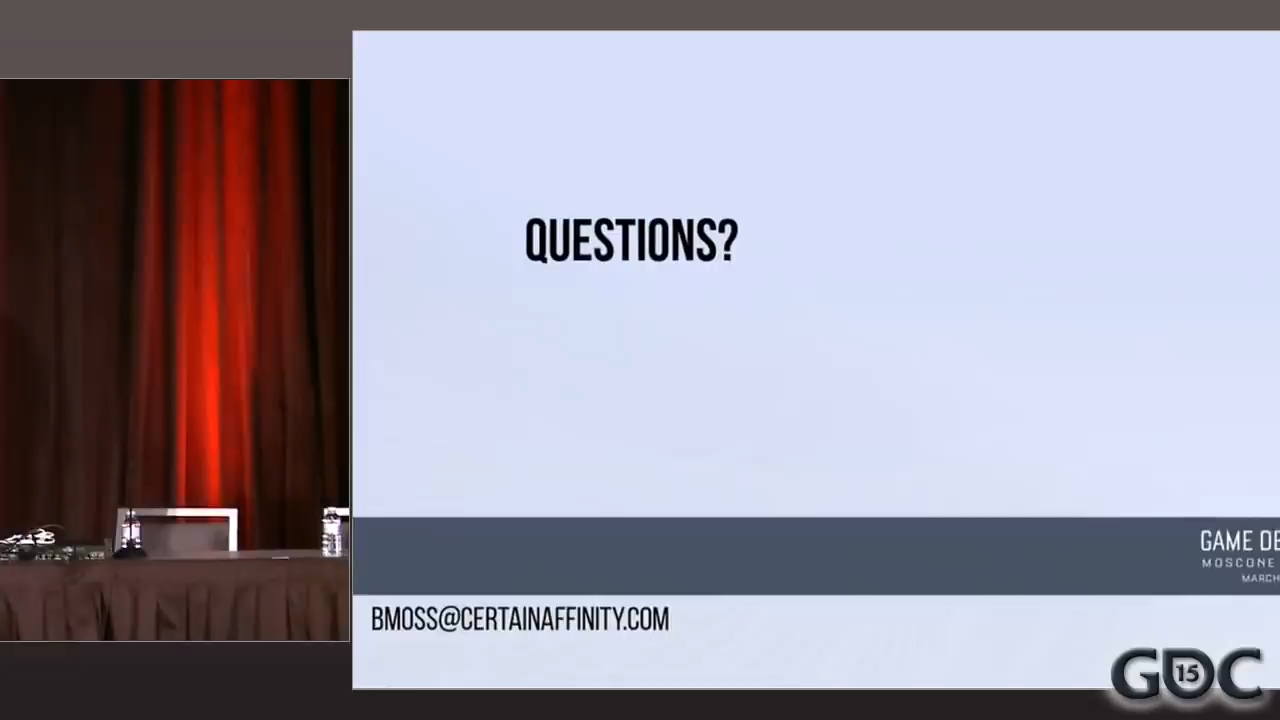 QUESTIONS?
GAME DE
MOSCONE
MARCH
BMOSS@CERTAINAFFINITY.COM
GDC
15